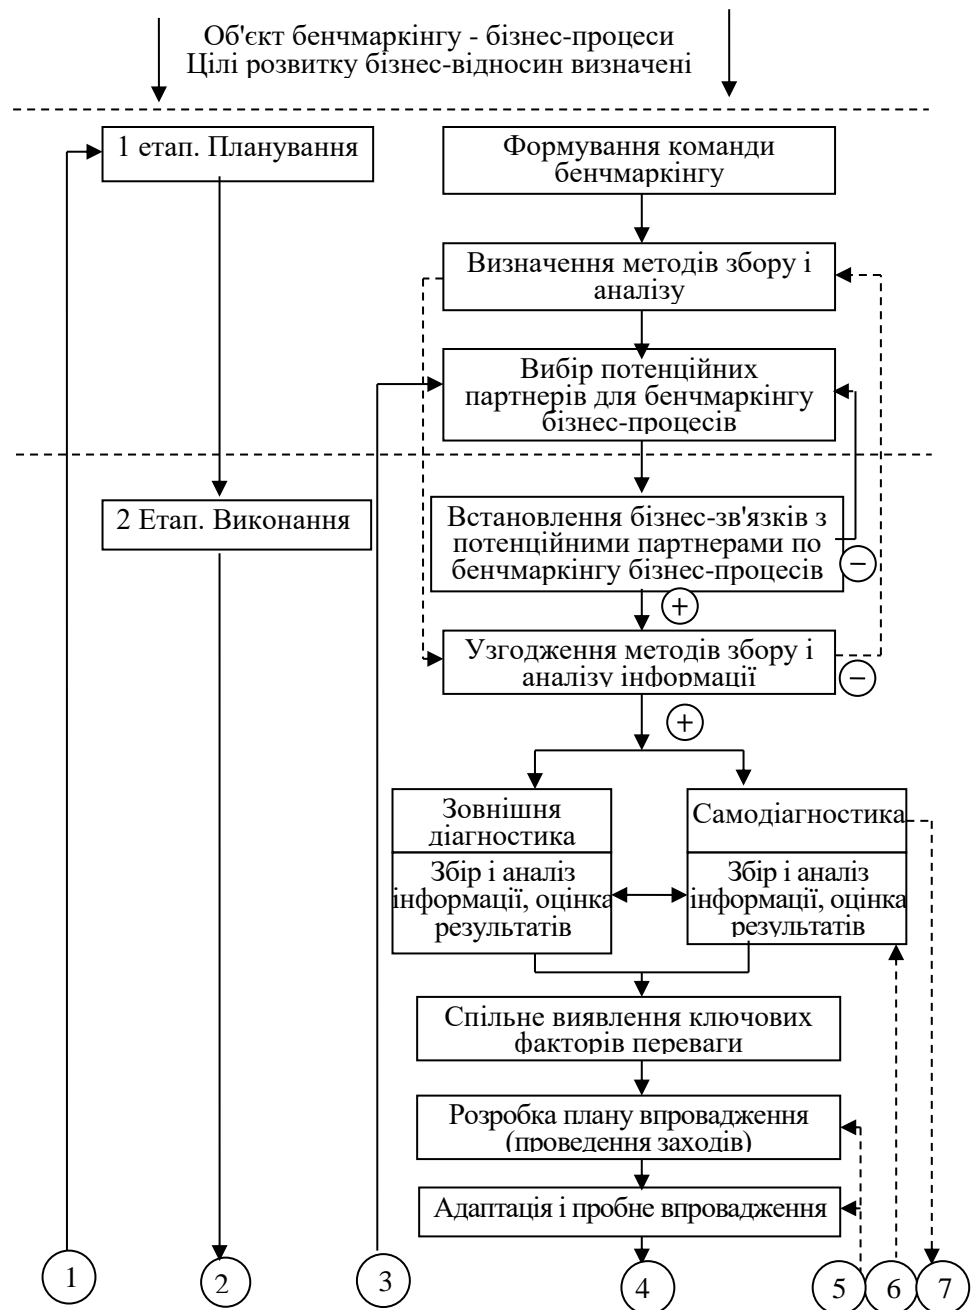 Об'єкт бенчмаркінгу - бізнес-процеси
Цілі розвитку бізнес-відносин визначені
1 етап. Планування
Формування команди
бенчмаркінгу
Визначення методів збору і
аналізу
Вибір потенційних
партнерів для бенчмаркінгу
бізнес-процесів
2 Етап. Виконання
Встановлення бізнес-зв'язків з
потенційними партнерами по
бенчмаркінгу бізнес-процесів
−
+
Узгодження методів збору і
аналізу інформації
−
+
Зовнішня
діагностика
Самодіагностика
Збір і аналіз
інформації, оцінка
результатів
Збір і аналіз
інформації, оцінка
результатів
Спільне виявлення ключових
факторів переваги
Розробка плану впровадження
(проведення заходів)
Адаптація і пробне впровадження
1
2
3
4
5
6
7